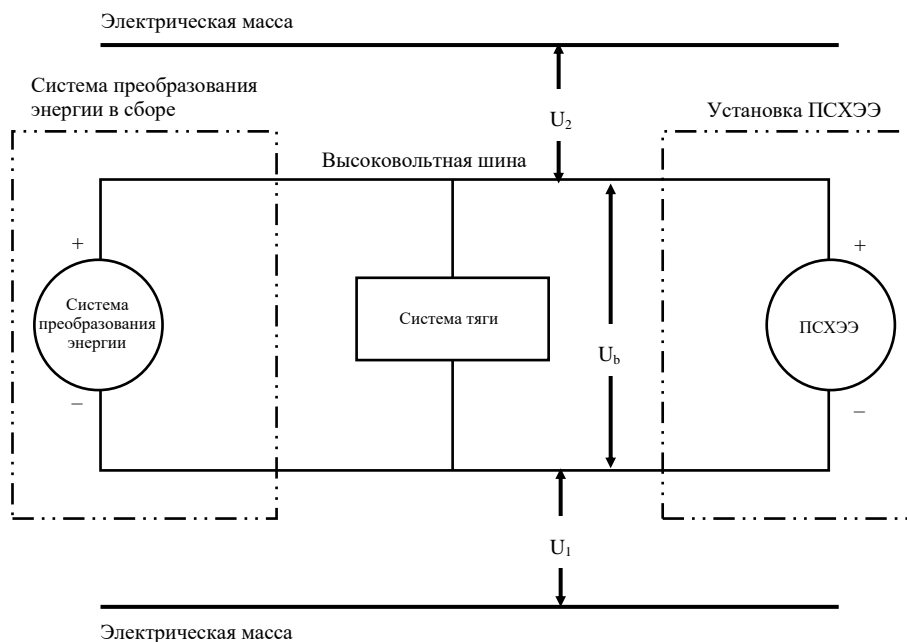 Электрическая масса
Система преобразования
энергии в сборе
Установка ПСХЭЭ
U₂
Высоковольтная шина
+
+
Система
преобразования
энергии
Система тяги
ПСХЭЭ
U_b
–
–
U₁
Электрическая масса